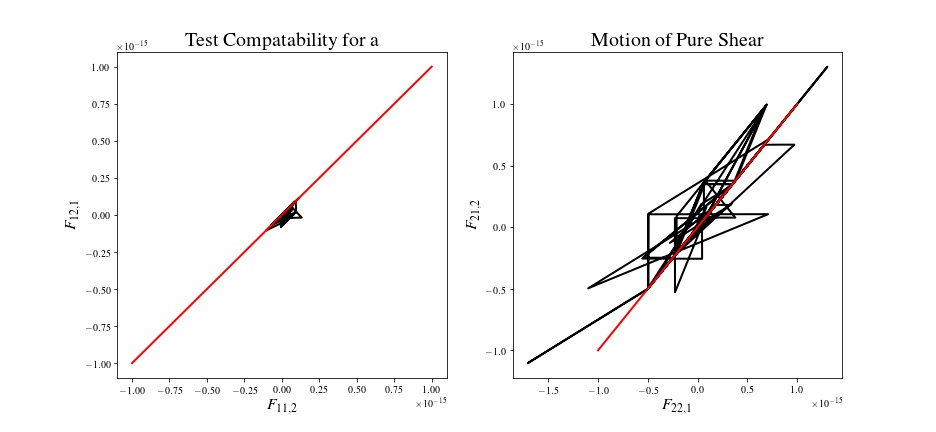 Test Compatability for a
×10⁻¹⁵
1.00
0.75
0.50
0.25
0.00
−0.25
−0.50
−0.75
−1.00
F12,1
−1.00 −0.75 −0.50 −0.25 0.00 0.25 0.50 0.75 1.00
×10⁻¹⁵
F11,2
Motion of Pure Shear
×10⁻¹⁵
1.0
0.5
0.0
−0.5
−1.0
F21,2
−1.5 −1.0 −0.5 0.0 0.5 1.0
×10⁻¹⁵
F22,1